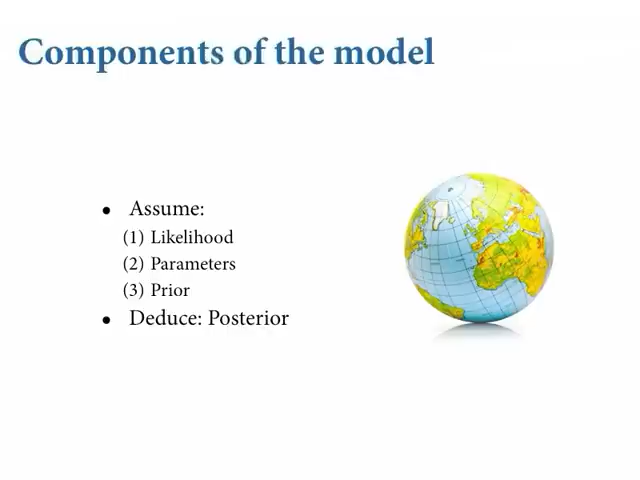 Components of the model
• Assume:
(1) Likelihood
(2) Parameters
(3) Prior
• Deduce: Posterior